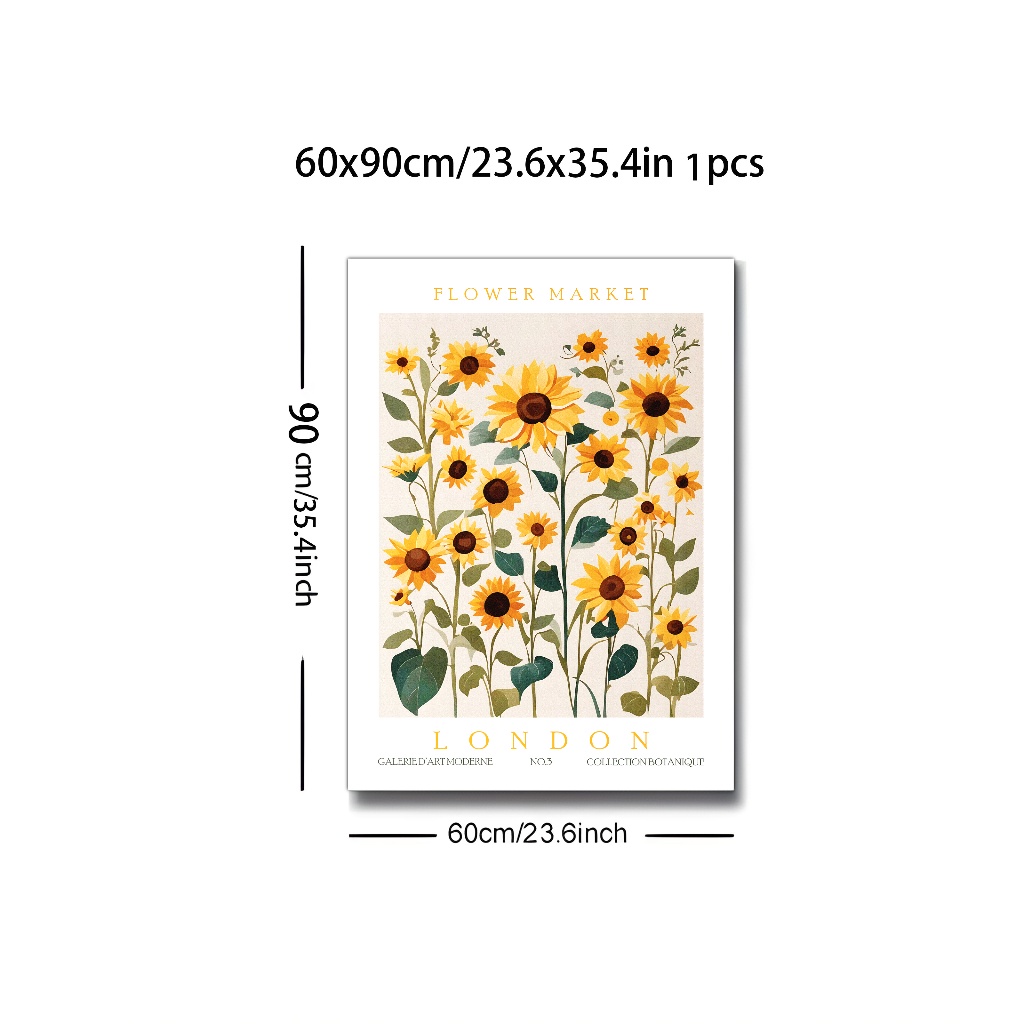 60x90cm/23.6x35.4in 1pcs
FLOWER MARKET
90 cm/35.4inch
LONDON
GALERIE D'ART MODERNE NO.3 COLLECTION BOTANIQUE
60cm/23.6inch